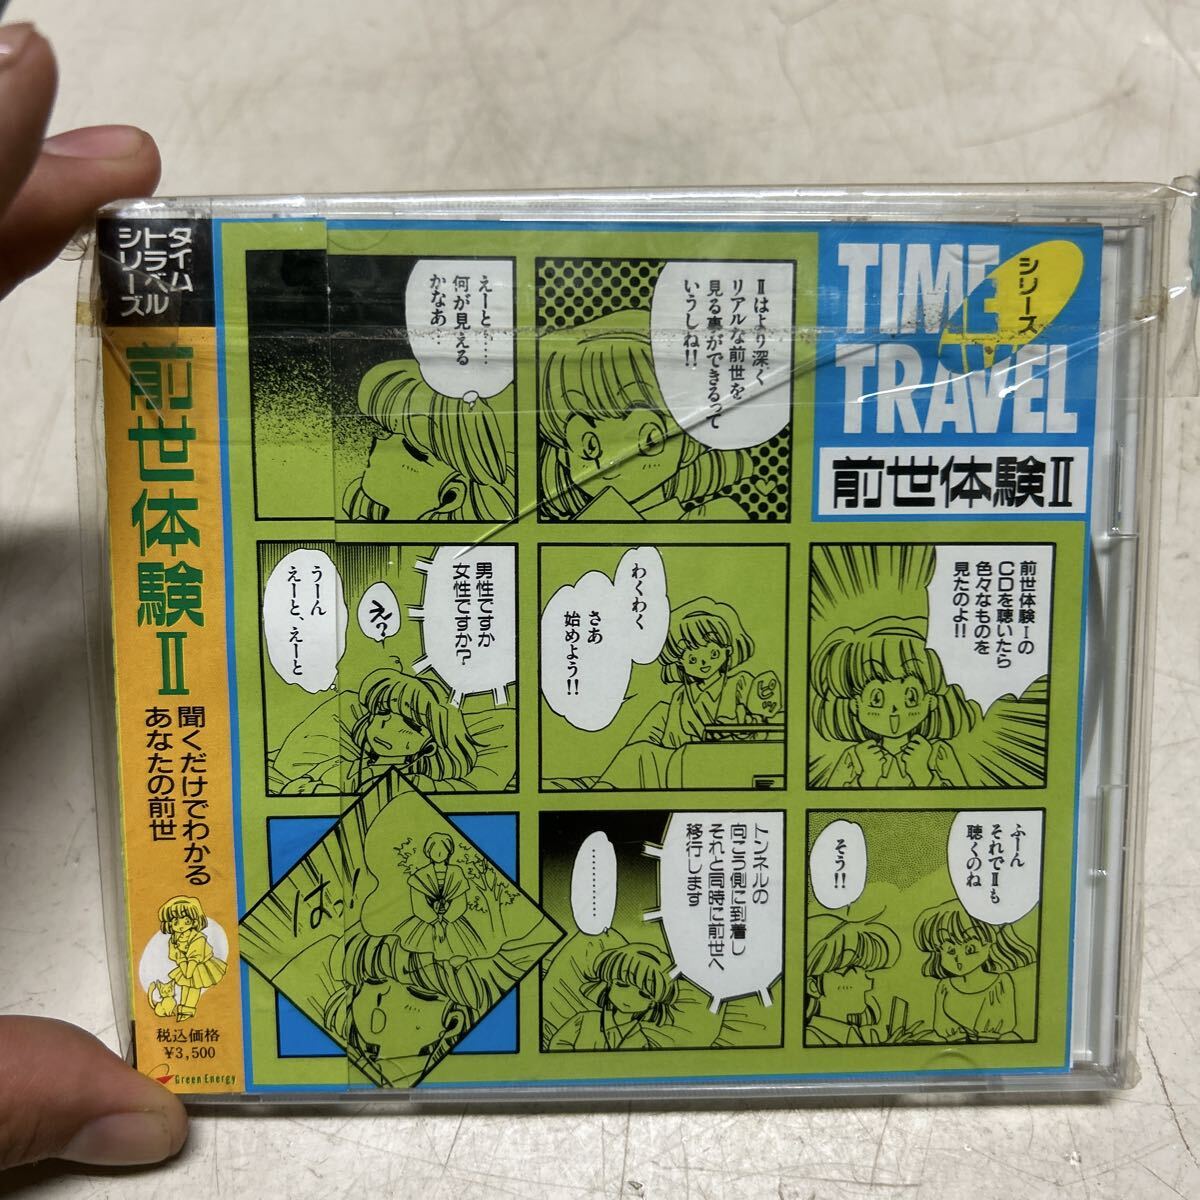 タイム
トラベル
シリーズ
前世体験Ⅱ
聞くだけでわかる
あなたの前世
税込価格
¥3,500
Green Energy
TIME
TRAVEL
シリーズ
前世体験Ⅱ
前世体験Ⅰの
CDを聴いたら
色々なものを
見たのよ!!
ふーん
それでⅡも
聴くのね
そう!!
Ⅱはより深く
リアルな前世を
見る事ができるって
いうしね!!
わくわく
さあ
始めよう!!
ピッ
トンネルの
向こう側に到着し
それと同時に前世へ
移行します
………
えーと……
何が見える
かなあ…
男性ですか
女性ですか?
え?
うーん
えーと、えーと
はっ!